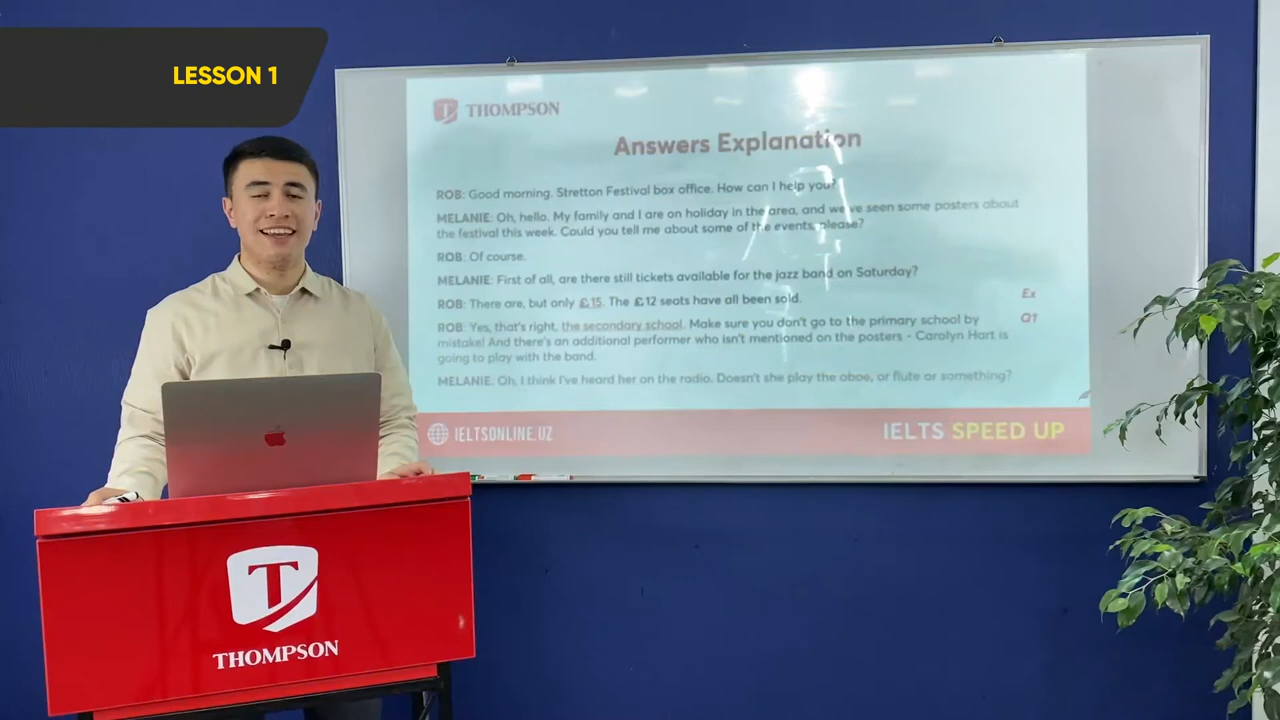 LESSON 1
THOMPSON
Answers Explanation
ROB: Good morning. Stretton Festival box office. How can I help you?
MELANIE: Oh, hello. My family and I are on holiday in the area, and we've seen some posters about
the festival this week. Could you tell me about some of the events, please?
ROB: Of course.
MELANIE: First of all, are there still tickets available for the jazz band on Saturday?
ROB: There are, but only £15. The £12 seats have all been sold.
Ex
ROB: Yes, that's right, the secondary school. Make sure you don't go to the primary school by
Q1
mistake! And there's an additional performer who isn't mentioned on the posters - Carolyn Hart is
going to play with the band.
MELANIE: Oh, I think I've heard her on the radio. Doesn't she play the oboe, or flute or something?
IELTSONLINE.UZ
IELTS SPEED UP
T
THOMPSON